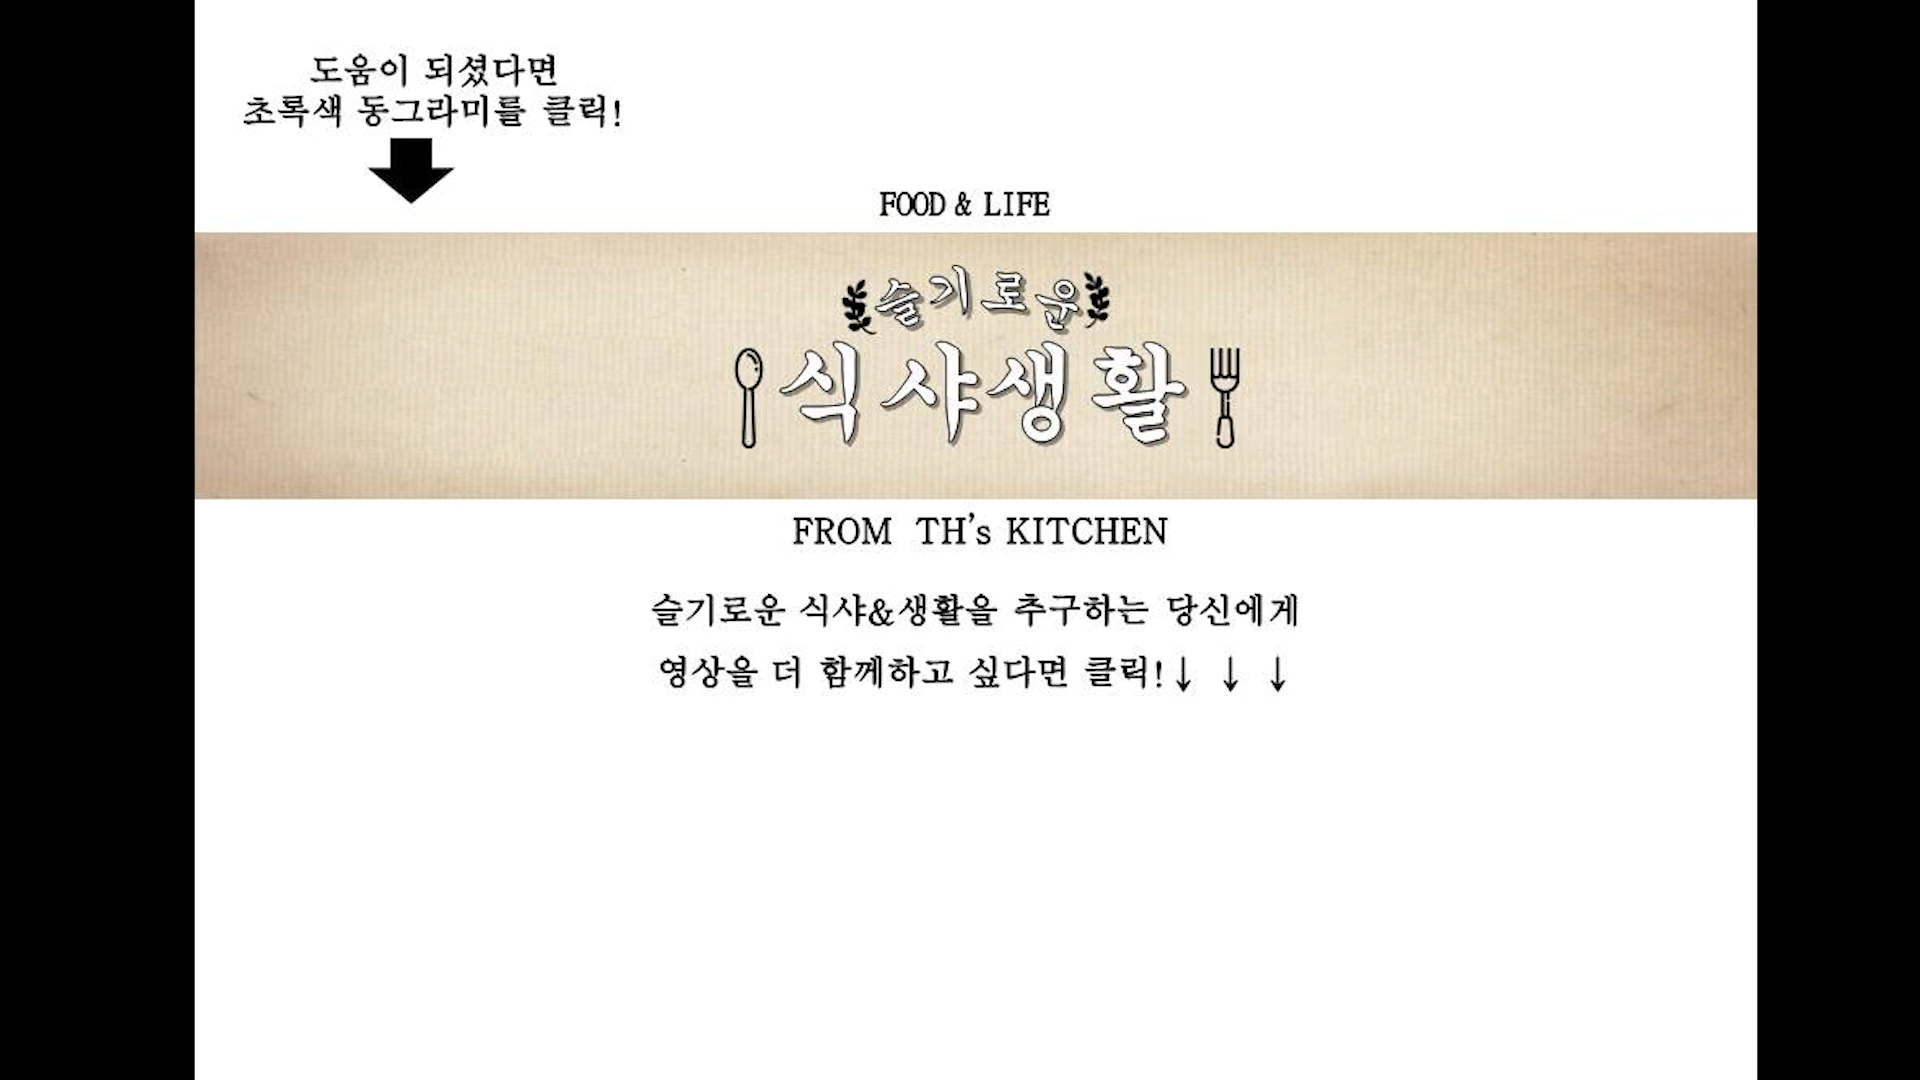 도움이 되셨다면
초록색 동그라미를 클릭!
FOOD & LIFE
슬기로운
식샤생활
FROM TH's KITCHEN
슬기로운 식샤&생활을 추구하는 당신에게
영상을 더 함께하고 싶다면 클릭!↓ ↓ ↓